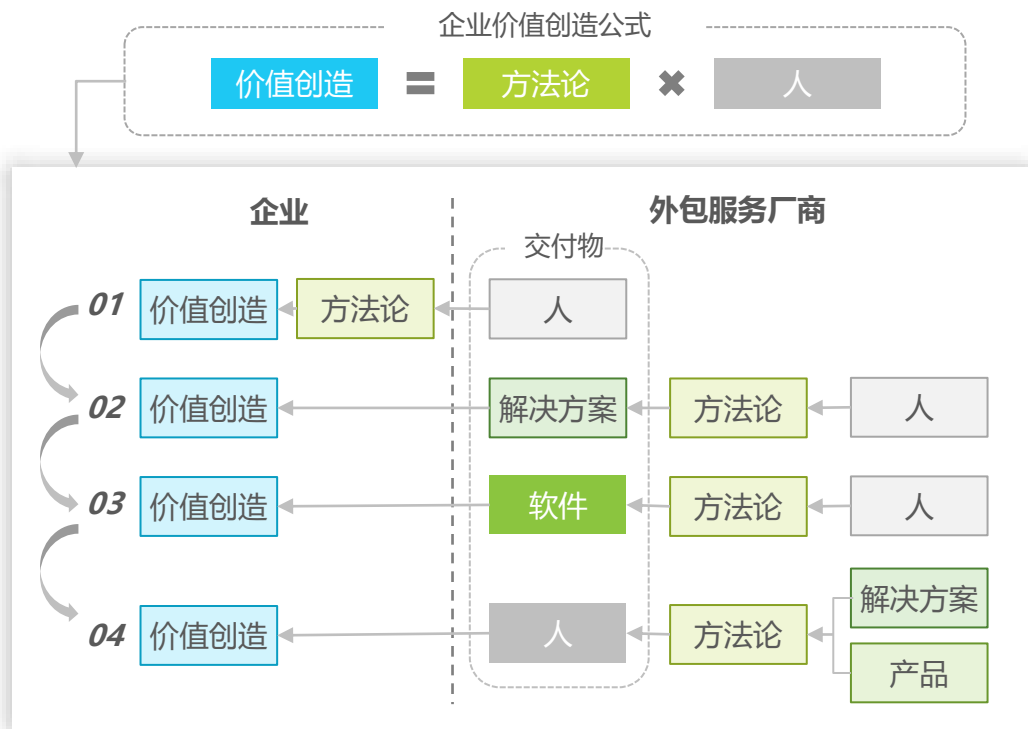 企业价值创造公式
价值创造 = 方法论 × 人
企业 外包服务厂商
交付物
01 价值创造 方法论 人
02 价值创造 解决方案 方法论 人
03 价值创造 软件 方法论 人
解决方案
04 价值创造 人 方法论
产品